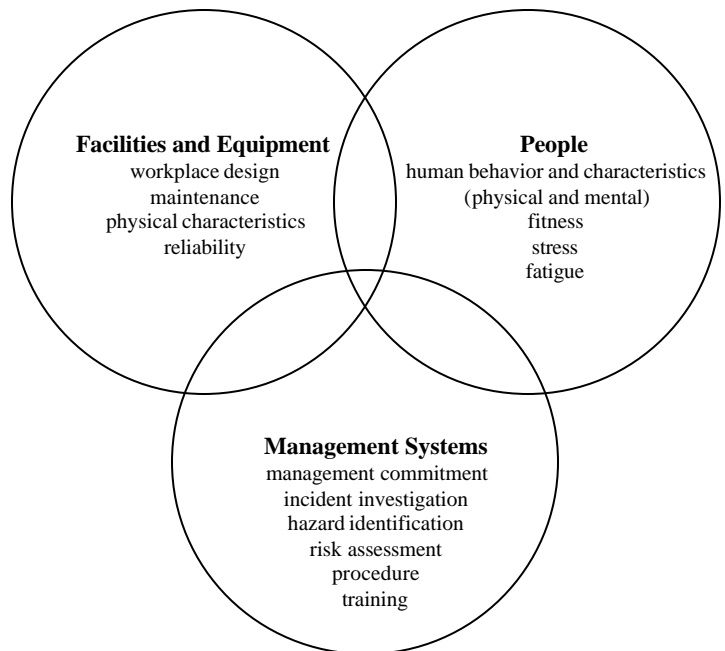 Facilities and Equipment
workplace design
maintenance
physical characteristics
reliability
People
human behavior and characteristics
(physical and mental)
fitness
stress
fatigue
Management Systems
management commitment
incident investigation
hazard identification
risk assessment
procedure
training